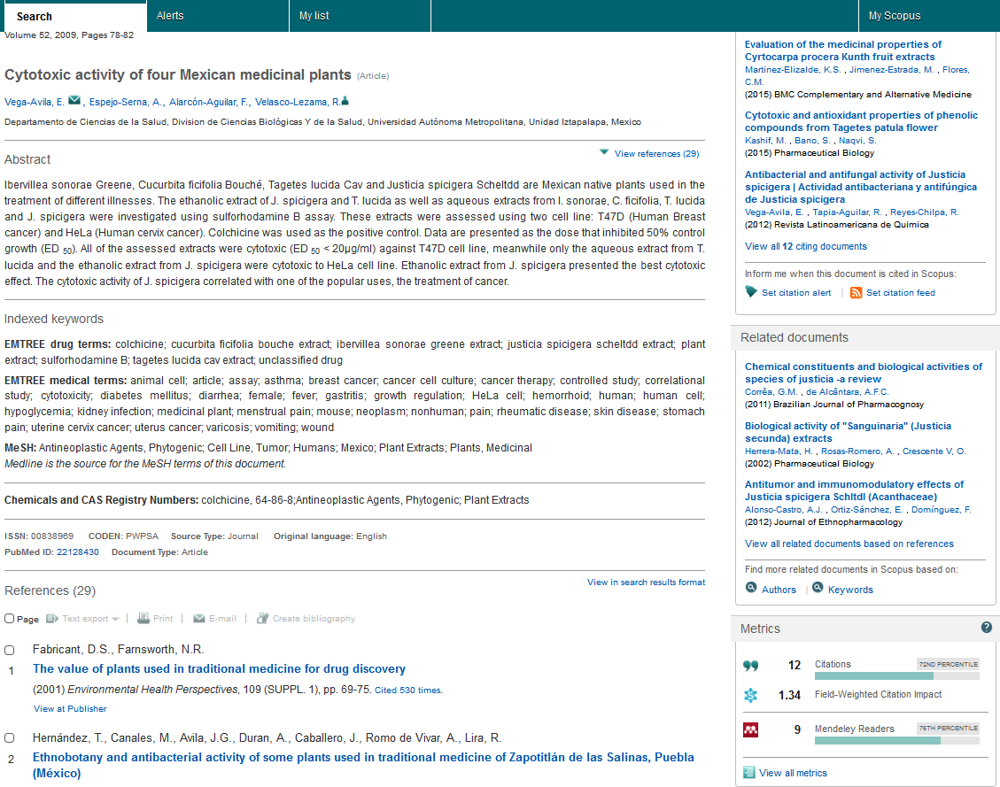 Search
Alerts
My list
My Scopus
Volume 52, 2009, Pages 78-82
Cytotoxic activity of four Mexican medicinal plants (Article)
Vega-Avila, E. , Espejo-Serna, A., Alarcón-Aguilar, F., Velasco-Lezama, R.
Departamento de Ciencias de la Salud, Division de Ciencias Biológicas Y de la Salud, Universidad Autónoma Metropolitana, Unidad Iztapalapa, Mexico
Abstract
View references (29)
Ibervillea sonorae Greene, Cucurbita ficifolia Bouché, Tagetes lucida Cav and Justicia spicigera Scheltdd are Mexican native plants used in the
treatment of different illnesses. The ethanolic extract of J. spicigera and T. lucida as well as aqueous extracts from I. sonorae, C. ficifolia, T. lucida
and J. spicigera were investigated using sulforhodamine B assay. These extracts were assessed using two cell line: T47D (Human Breast
cancer) and HeLa (Human cervix cancer). Colchicine was used as the positive control. Data are presented as the dose that inhibited 50% control
growth (ED 50). All of the assessed extracts were cytotoxic (ED 50 < 20µg/ml) against T47D cell line, meanwhile only the aqueous extract from T.
lucida and the ethanolic extract from J. spicigera were cytotoxic to HeLa cell line. Ethanolic extract from J. spicigera presented the best cytotoxic
effect. The cytotoxic activity of J. spicigera correlated with one of the popular uses, the treatment of cancer.
Indexed keywords
EMTREE drug terms: colchicine; cucurbita ficifolia bouche extract; ibervillea sonorae greene extract; justicia spicigera scheltdd extract; plant
extract; sulforhodamine B; tagetes lucida cav extract; unclassified drug
EMTREE medical terms: animal cell; article; assay; asthma; breast cancer; cancer cell culture; cancer therapy; controlled study; correlational
study; cytotoxicity; diabetes mellitus; diarrhea; female; fever; gastritis; growth regulation; HeLa cell; hemorrhoid; human; human cell;
hypoglycemia; kidney infection; medicinal plant; menstrual pain; mouse; neoplasm; nonhuman; pain; rheumatic disease; skin disease; stomach
pain; uterine cervix cancer; uterus cancer; varicosis; vomiting; wound
MeSH: Antineoplastic Agents, Phytogenic; Cell Line, Tumor; Humans; Mexico; Plant Extracts; Plants, Medicinal
Medline is the source for the MeSH terms of this document.
Chemicals and CAS Registry Numbers: colchicine, 64-86-8;Antineoplastic Agents, Phytogenic; Plant Extracts
ISSN: 00838969 CODEN: PWPSA Source Type: Journal Original language: English
PubMed ID: 22128430 Document Type: Article
References (29)
View in search results format
Page Text export | Print | E-mail | Create bibliography
Fabricant, D.S., Farnsworth, N.R.
1 The value of plants used in traditional medicine for drug discovery
(2001) Environmental Health Perspectives, 109 (SUPPL. 1), pp. 69-75. Cited 530 times.
View at Publisher
Hernández, T., Canales, M., Avila, J.G., Duran, A., Caballero, J., Romo de Vivar, A., Lira, R.
2 Ethnobotany and antibacterial activity of some plants used in traditional medicine of Zapotitlán de las Salinas, Puebla
(México)
Evaluation of the medicinal properties of
Cyrtocarpa procera Kunth fruit extracts
Martinez-Elizalde, K.S. , Jimenez-Estrada, M. , Flores,
C.M.
(2015) BMC Complementary and Alternative Medicine
Cytotoxic and antioxidant properties of phenolic
compounds from Tagetes patula flower
Kashif, M. , Bano, S. , Naqvi, S.
(2015) Pharmaceutical Biology
Antibacterial and antifungal activity of Justicia
spicigera | Actividad antibacteriana y antifúngica
de Justicia spicigera
Vega-Avila, E. , Tapia-Aguilar, R. , Reyes-Chilpa, R.
(2012) Revista Latinoamericana de Quimica
View all 12 citing documents
Inform me when this document is cited in Scopus:
Set citation alert | Set citation feed
Related documents
Chemical constituents and biological activities of
species of justicia -a review
Corrêa, G.M. , de Alcântara, A.F.C.
(2011) Brazilian Journal of Pharmacognosy
Biological activity of "Sanguinaria" (Justicia
secunda) extracts
Herrera-Mata, H. , Rosas-Romero, A. , Crescente V, O.
(2002) Pharmaceutical Biology
Antitumor and immunomodulatory effects of
Justicia spicigera Schltdl (Acanthaceae)
Alonso-Castro, A.J. , Ortiz-Sánchez, E. , Domínguez, F.
(2012) Journal of Ethnopharmacology
View all related documents based on references
Find more related documents in Scopus based on:
Authors | Keywords
Metrics ?
12 Citations 72ND PERCENTILE
1.34 Field-Weighted Citation Impact
9 Mendeley Readers 76TH PERCENTILE
View all metrics